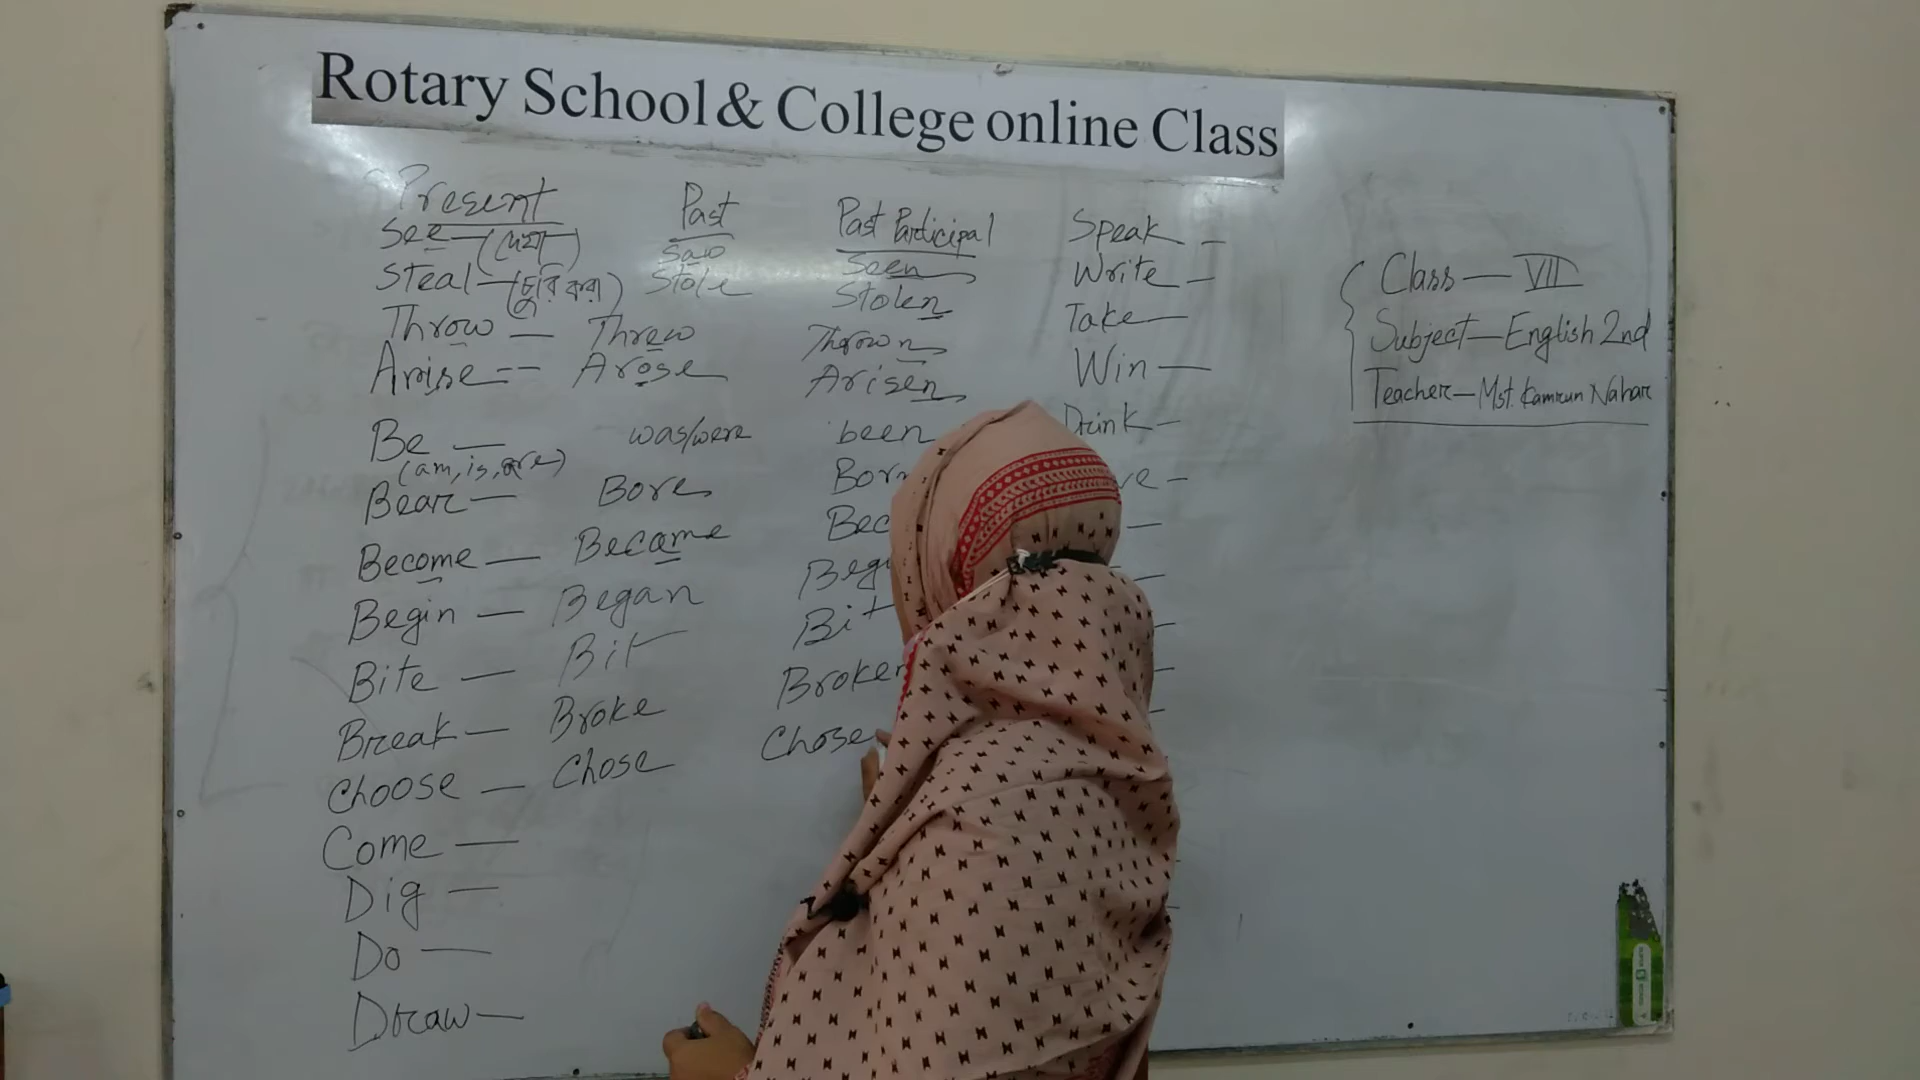 Rotary School & College online Class
Present Past Past Participal
See — (দেখা) Saw Seen
Steal — (চুরি করা) Stole Stolen
Throw — Threw Thrown
Arise -- Arose Arisen
Be — was/were been
(am, is, are)
Bear — Bore Born
Become — Became
Begin — Began
Bite — Bit Bit
Break — Broke Broken
Choose — Chose Chose
Come —
Dig —
Do —
Draw —
Speak -
Write -
Take —
Win —
Drink -
Class — VII
Subject — English 2nd
Teacher — Mst. Kamrun Nahar